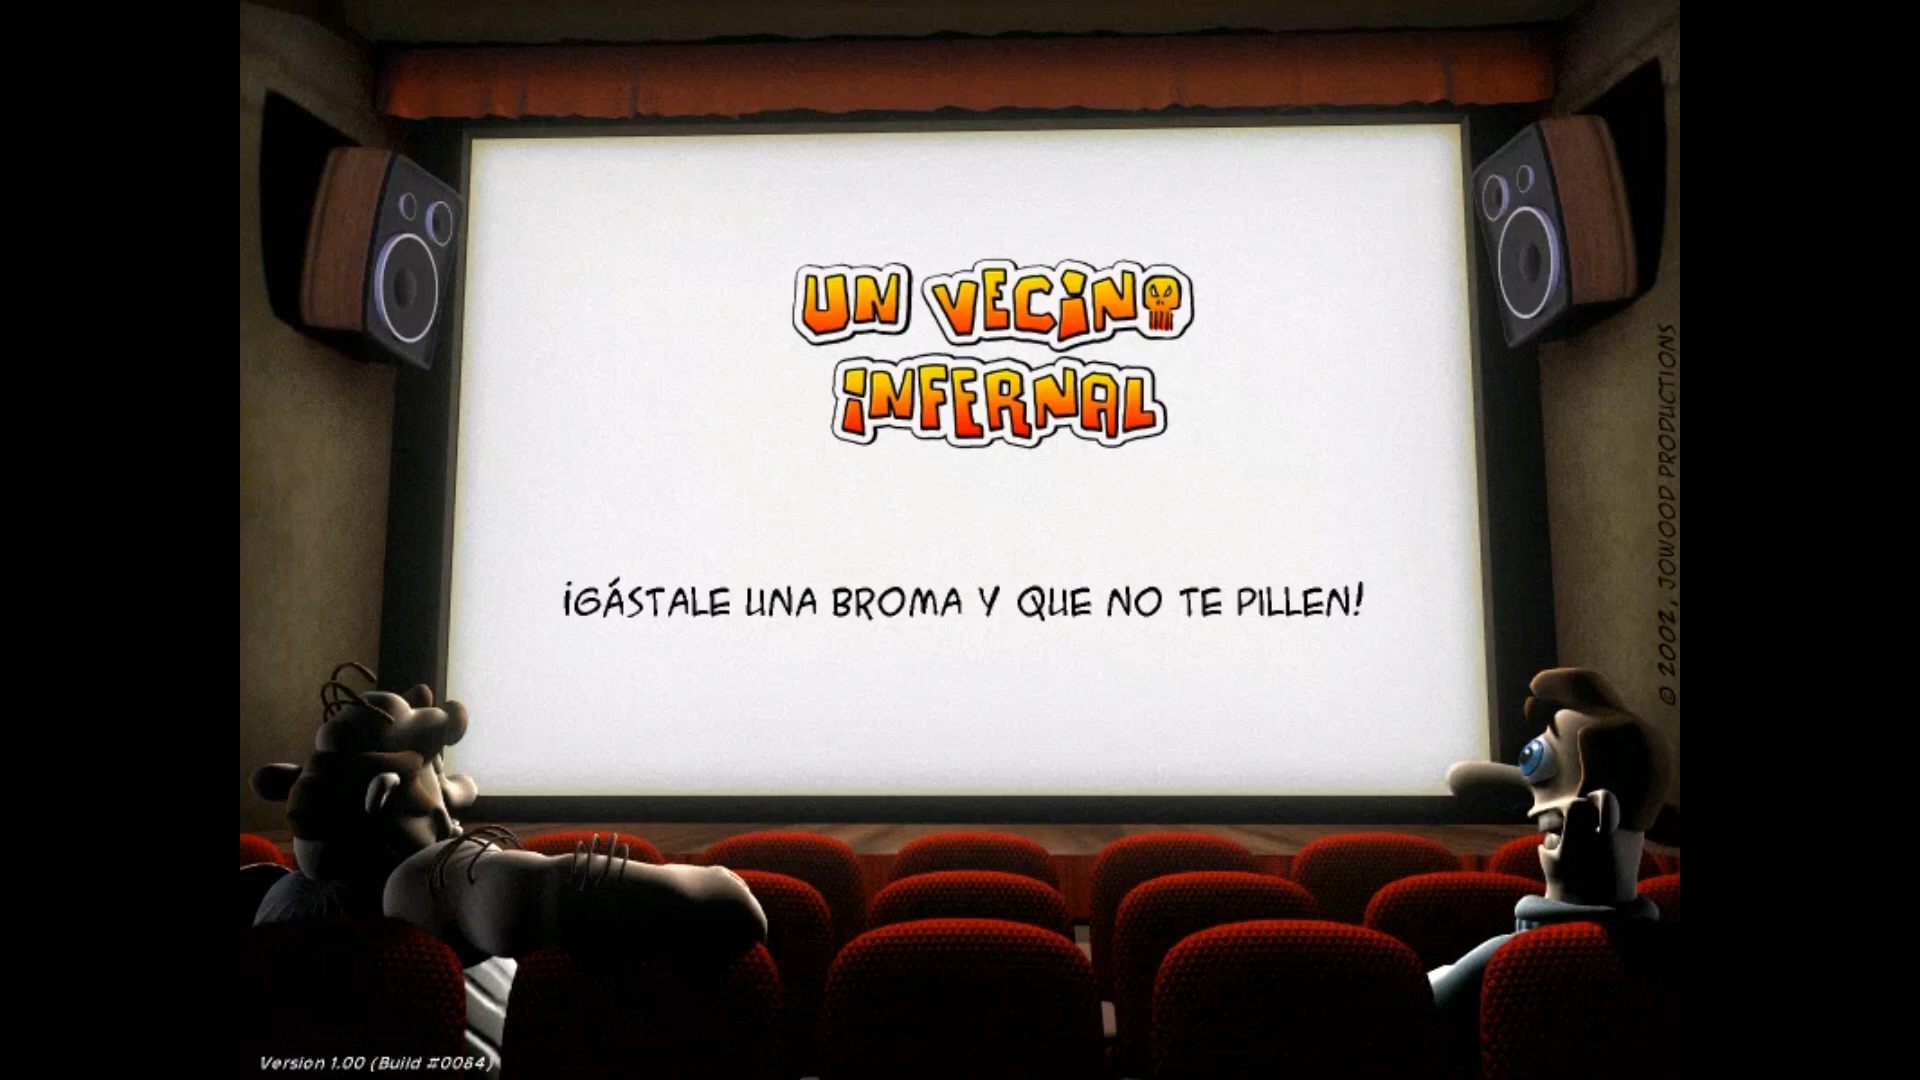 UN VECINO
INFERNAL
¡GÁSTALE UNA BROMA Y QUE NO TE PILLEN!
© 2002, JOWOOD PRODUCTIONS
Version 1.00 (Build #0084)